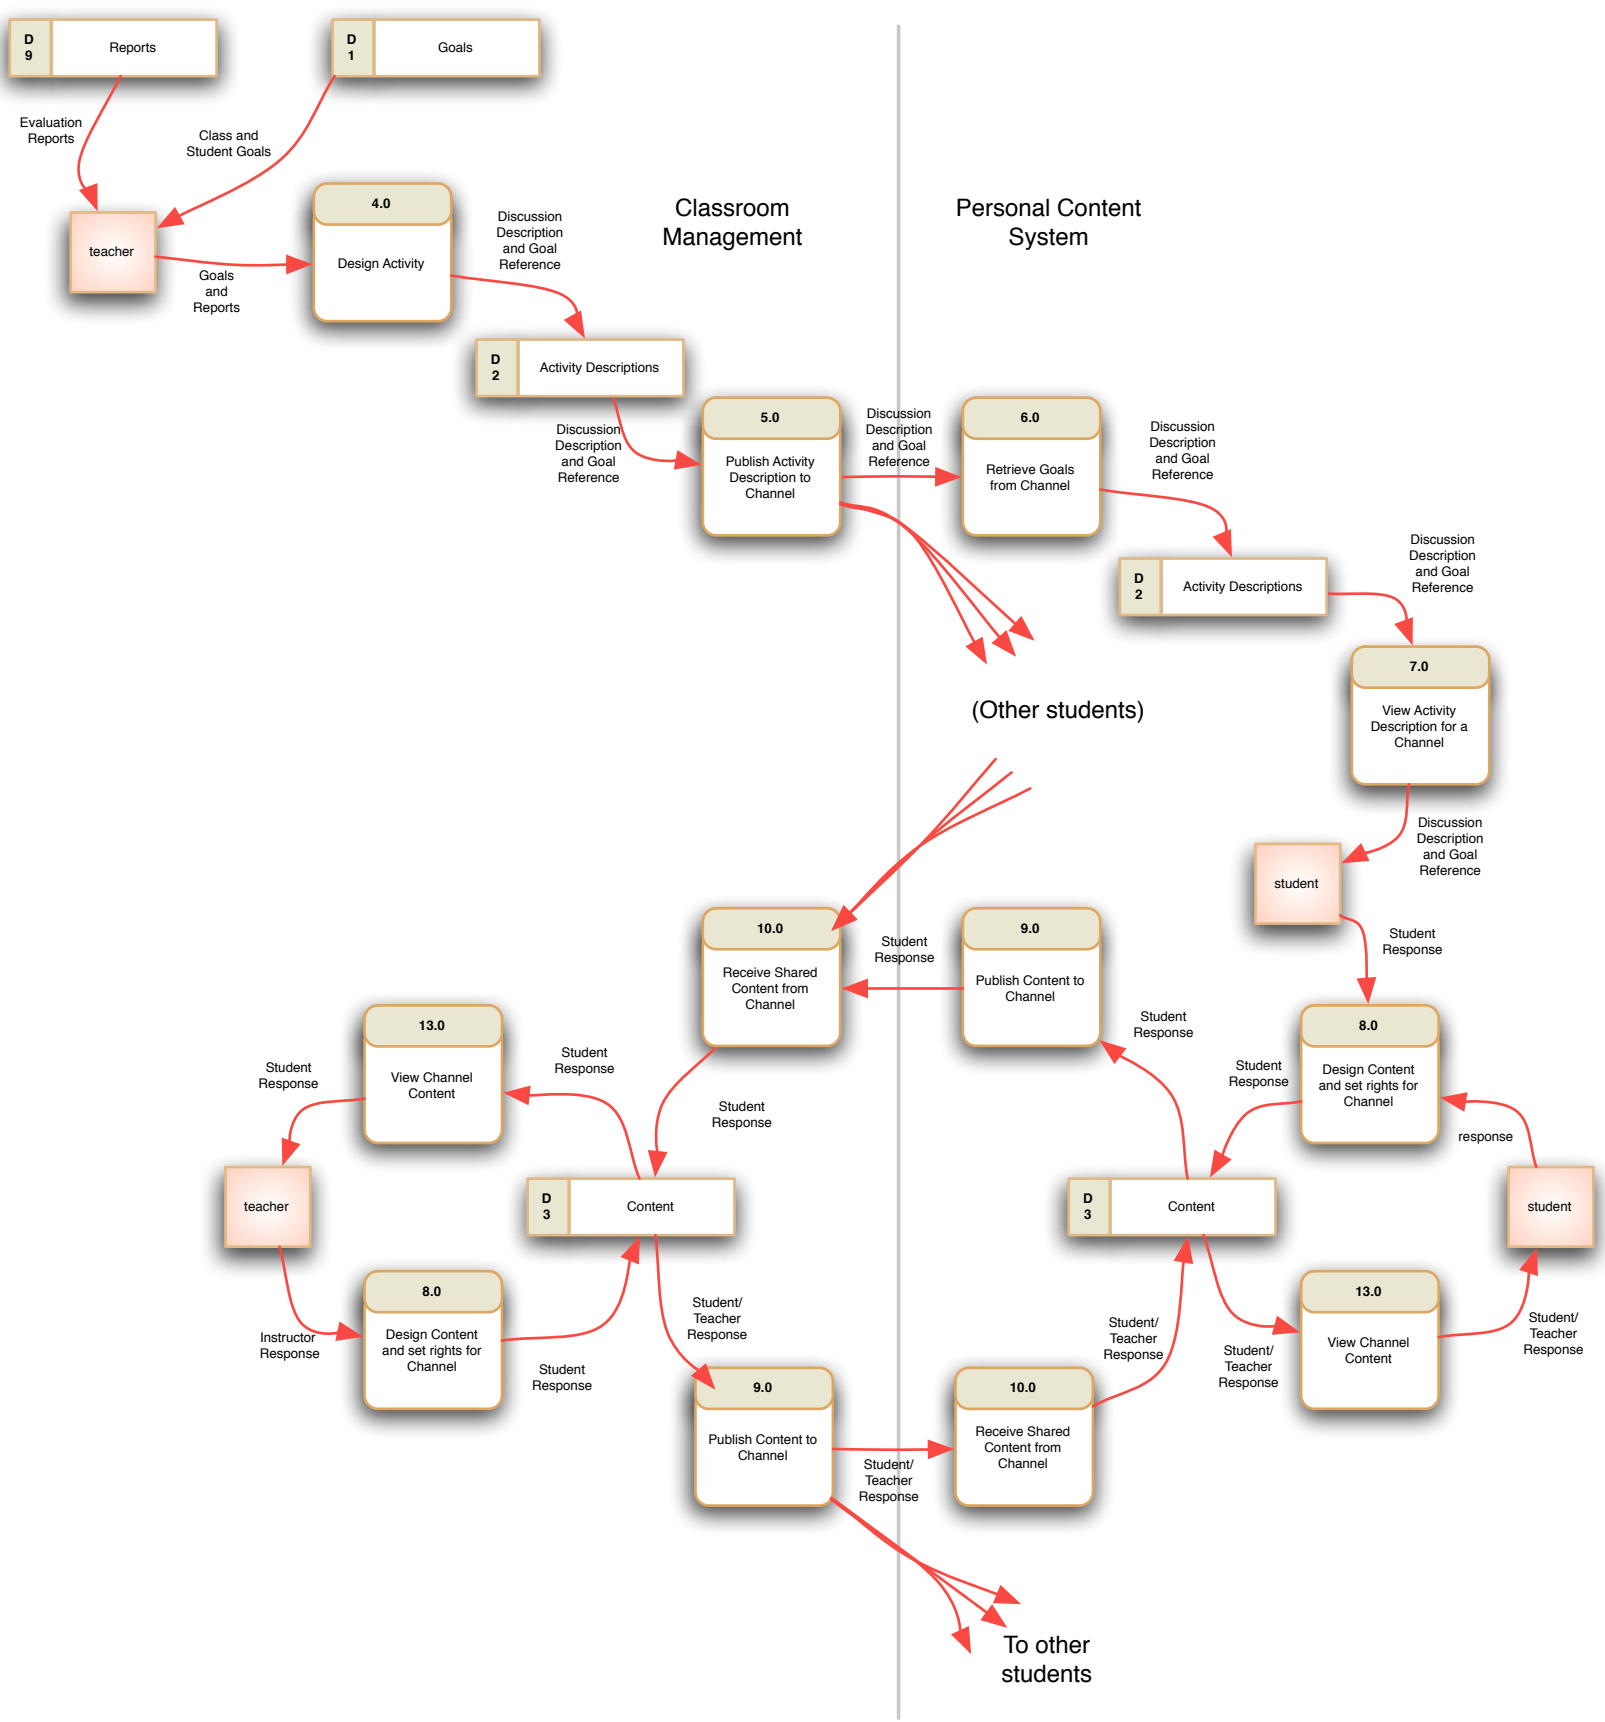 D
9
Reports
D
1
Goals
Evaluation
Reports
Class and
Student Goals
teacher
Goals
and
Reports
4.0
Design Activity
Discussion
Description
and Goal
Reference
Classroom
Management
Personal Content
System
D
2
Activity Descriptions
Discussion
Description
and Goal
Reference
5.0
Publish Activity
Description to
Channel
Discussion
Description
and Goal
Reference
6.0
Retrieve Goals
from Channel
Discussion
Description
and Goal
Reference
D
2
Activity Descriptions
Discussion
Description
and Goal
Reference
7.0
View Activity
Description for a
Channel
(Other students)
Discussion
Description
and Goal
Reference
student
Student
Response
10.0
Receive Shared
Content from
Channel
Student
Response
9.0
Publish Content to
Channel
Student
Response
8.0
Design Content
and set rights for
Channel
Student
Response
response
student
13.0
View Channel
Content
Student
Response
Student
Response
Student
Response
teacher
D
3
Content
D
3
Content
Instructor
Response
8.0
Design Content
and set rights for
Channel
Student
Response
Student/
Teacher
Response
9.0
Publish Content to
Channel
Student/
Teacher
Response
10.0
Receive Shared
Content from
Channel
Student/
Teacher
Response
Student/
Teacher
Response
13.0
View Channel
Content
Student/
Teacher
Response
To other
students